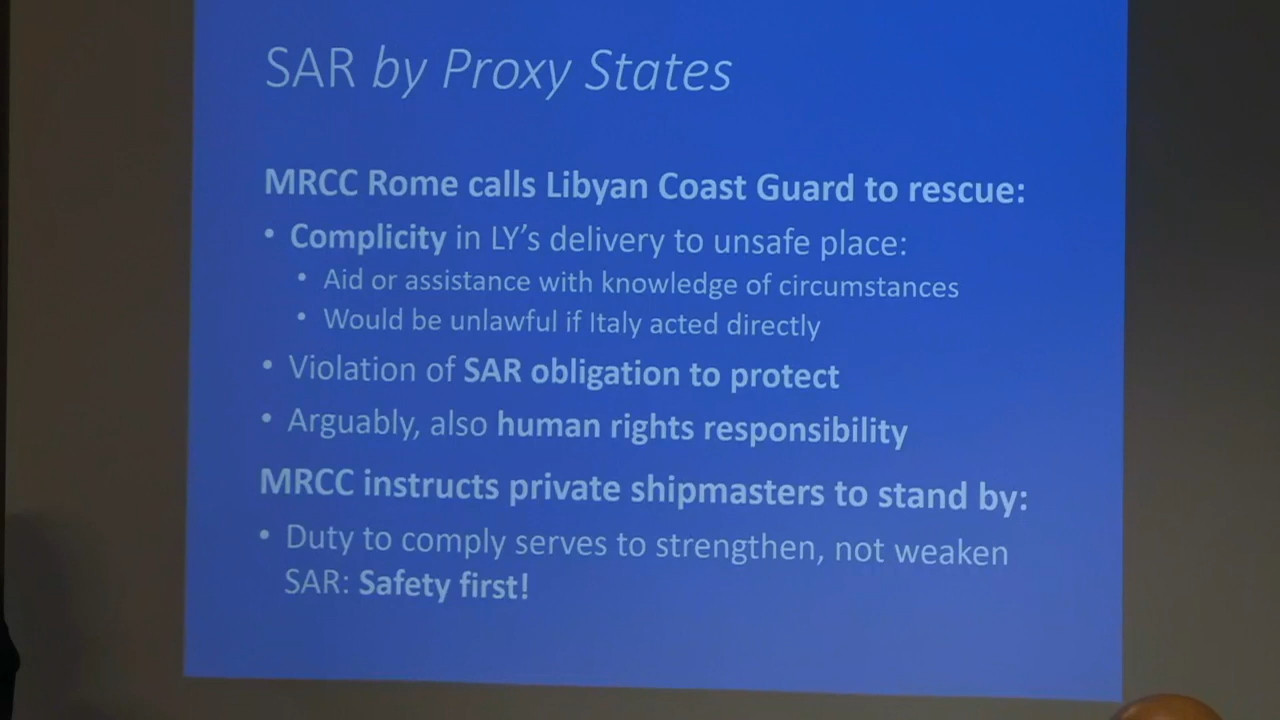 SAR by Proxy States
MRCC Rome calls Libyan Coast Guard to rescue:
• Complicity in LY's delivery to unsafe place:
• Aid or assistance with knowledge of circumstances
• Would be unlawful if Italy acted directly
• Violation of SAR obligation to protect
• Arguably, also human rights responsibility
MRCC instructs private shipmasters to stand by:
• Duty to comply serves to strengthen, not weaken
SAR: Safety first!